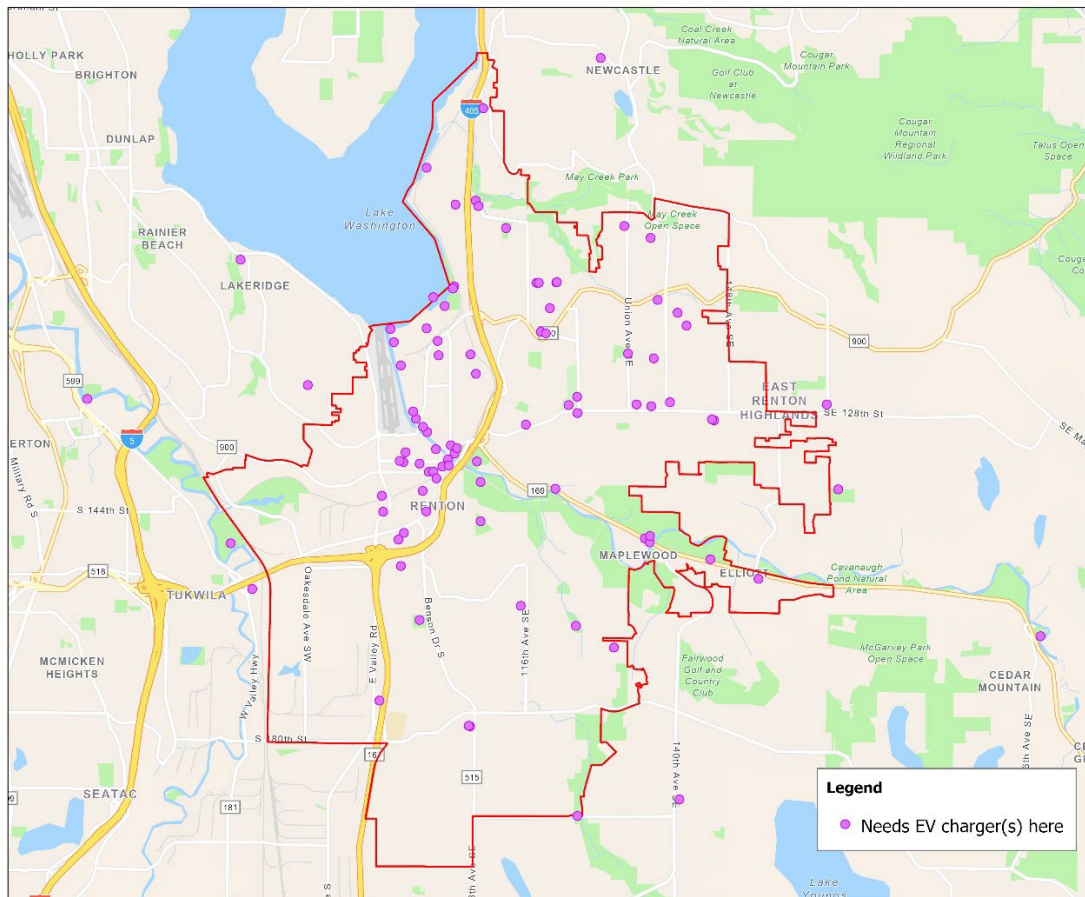 HOLLY PARK
BRIGHTON
DUNLAP
RAINIER
BEACH
LAKERIDGE
Lake
Washington
405
NEWCASTLE
Coal Creek
Natural Area
Cougar
Mountain Park
Golf Club
at
Newcastle
Cougar
Mountain
Regional
Wildland Park
Talus Open
Space
May Creek Park
May Creek
Open Space
Union Ave NE
148th Ave SE
900
900
EAST
RENTON
HIGHLANDS
SE 128th St
599
5
Military Rd S
900
S 144th St
518
TUKWILA
RENTON
169
MAPLEWOOD
ELLIOTT
Cavanaugh
Pond Natural
Area
Oakesdale Ave SW
E Valley Rd
Benson Dr S
116th Ave SE
W Valley Hwy
MCMICKEN
HEIGHTS
Fairwood
Golf and
Country
Club
McGarvey Park
Open Space
CEDAR
MOUNTAIN
S 180th St
167
515
140th Ave SE
SEATAC
181
Lake
Legend
Needs EV charger(s) here